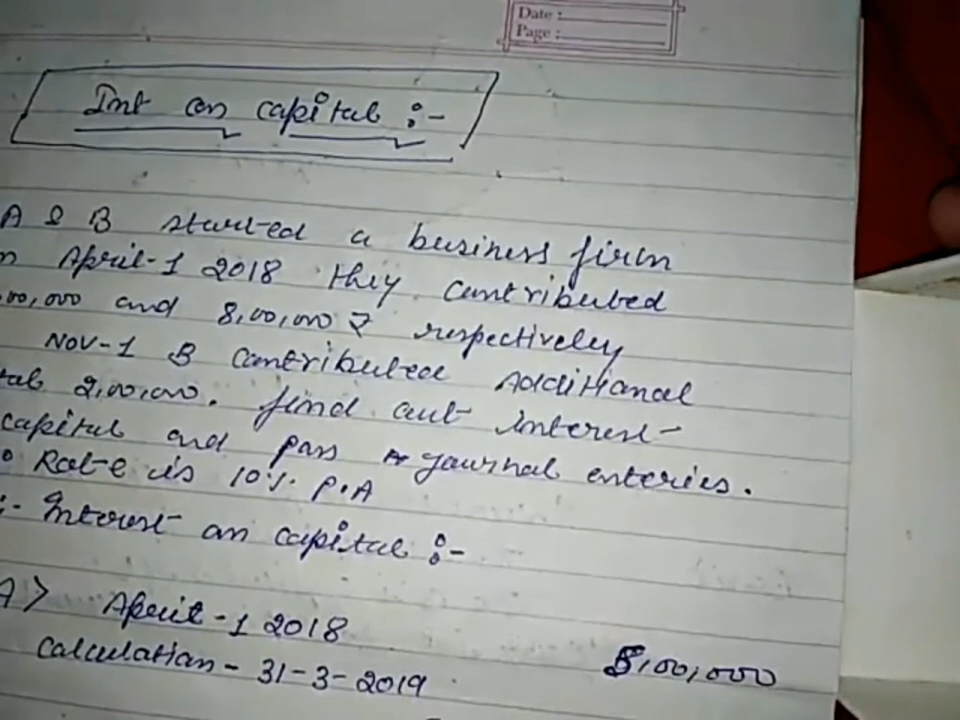 Date :
Page :
Int on capital :-
A & B started a business firm
April-1 2018 they contributed
00,000 and 8,00,000 ₹ respectively
NOV-1 B contributed Additional
tal 2,00,000. find out interest
capital and pass journal enteries.
Rate is 10% P.A
:- Interest on capital :-
A> April-1 2018
calculation - 31-3-2019
5,00,000